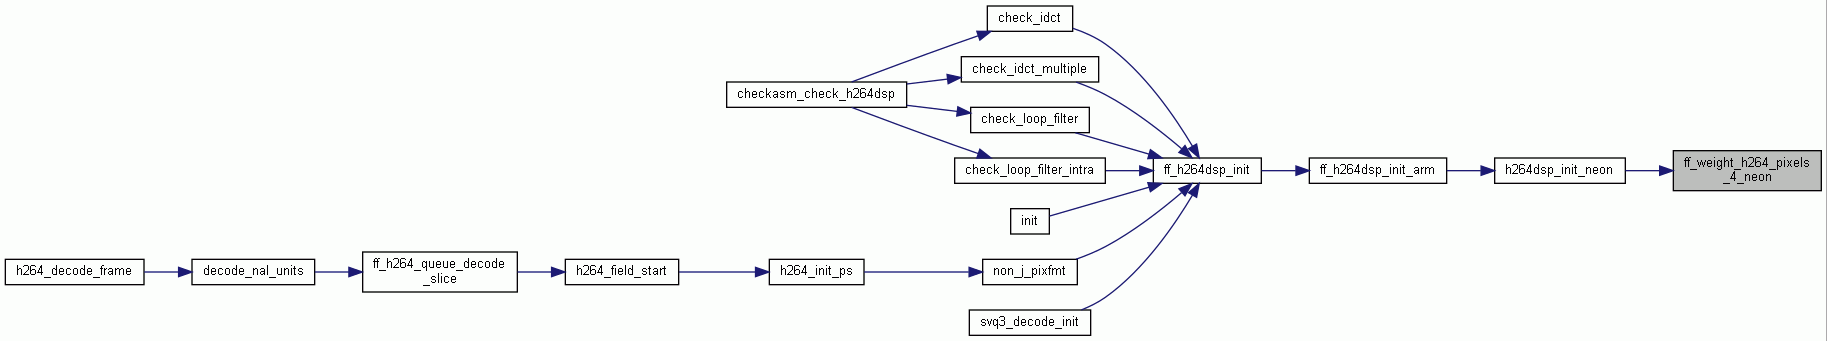 check_idct
check_idct_multiple
checkasm_check_h264dsp
check_loop_filter
check_loop_filter_intra
ff_h264dsp_init
ff_h264dsp_init_arm
h264dsp_init_neon
ff_weight_h264_pixels
_4_neon
init
h264_decode_frame
decode_nal_units
ff_h264_queue_decode
_slice
h264_field_start
h264_init_ps
non_j_pixfmt
svq3_decode_init